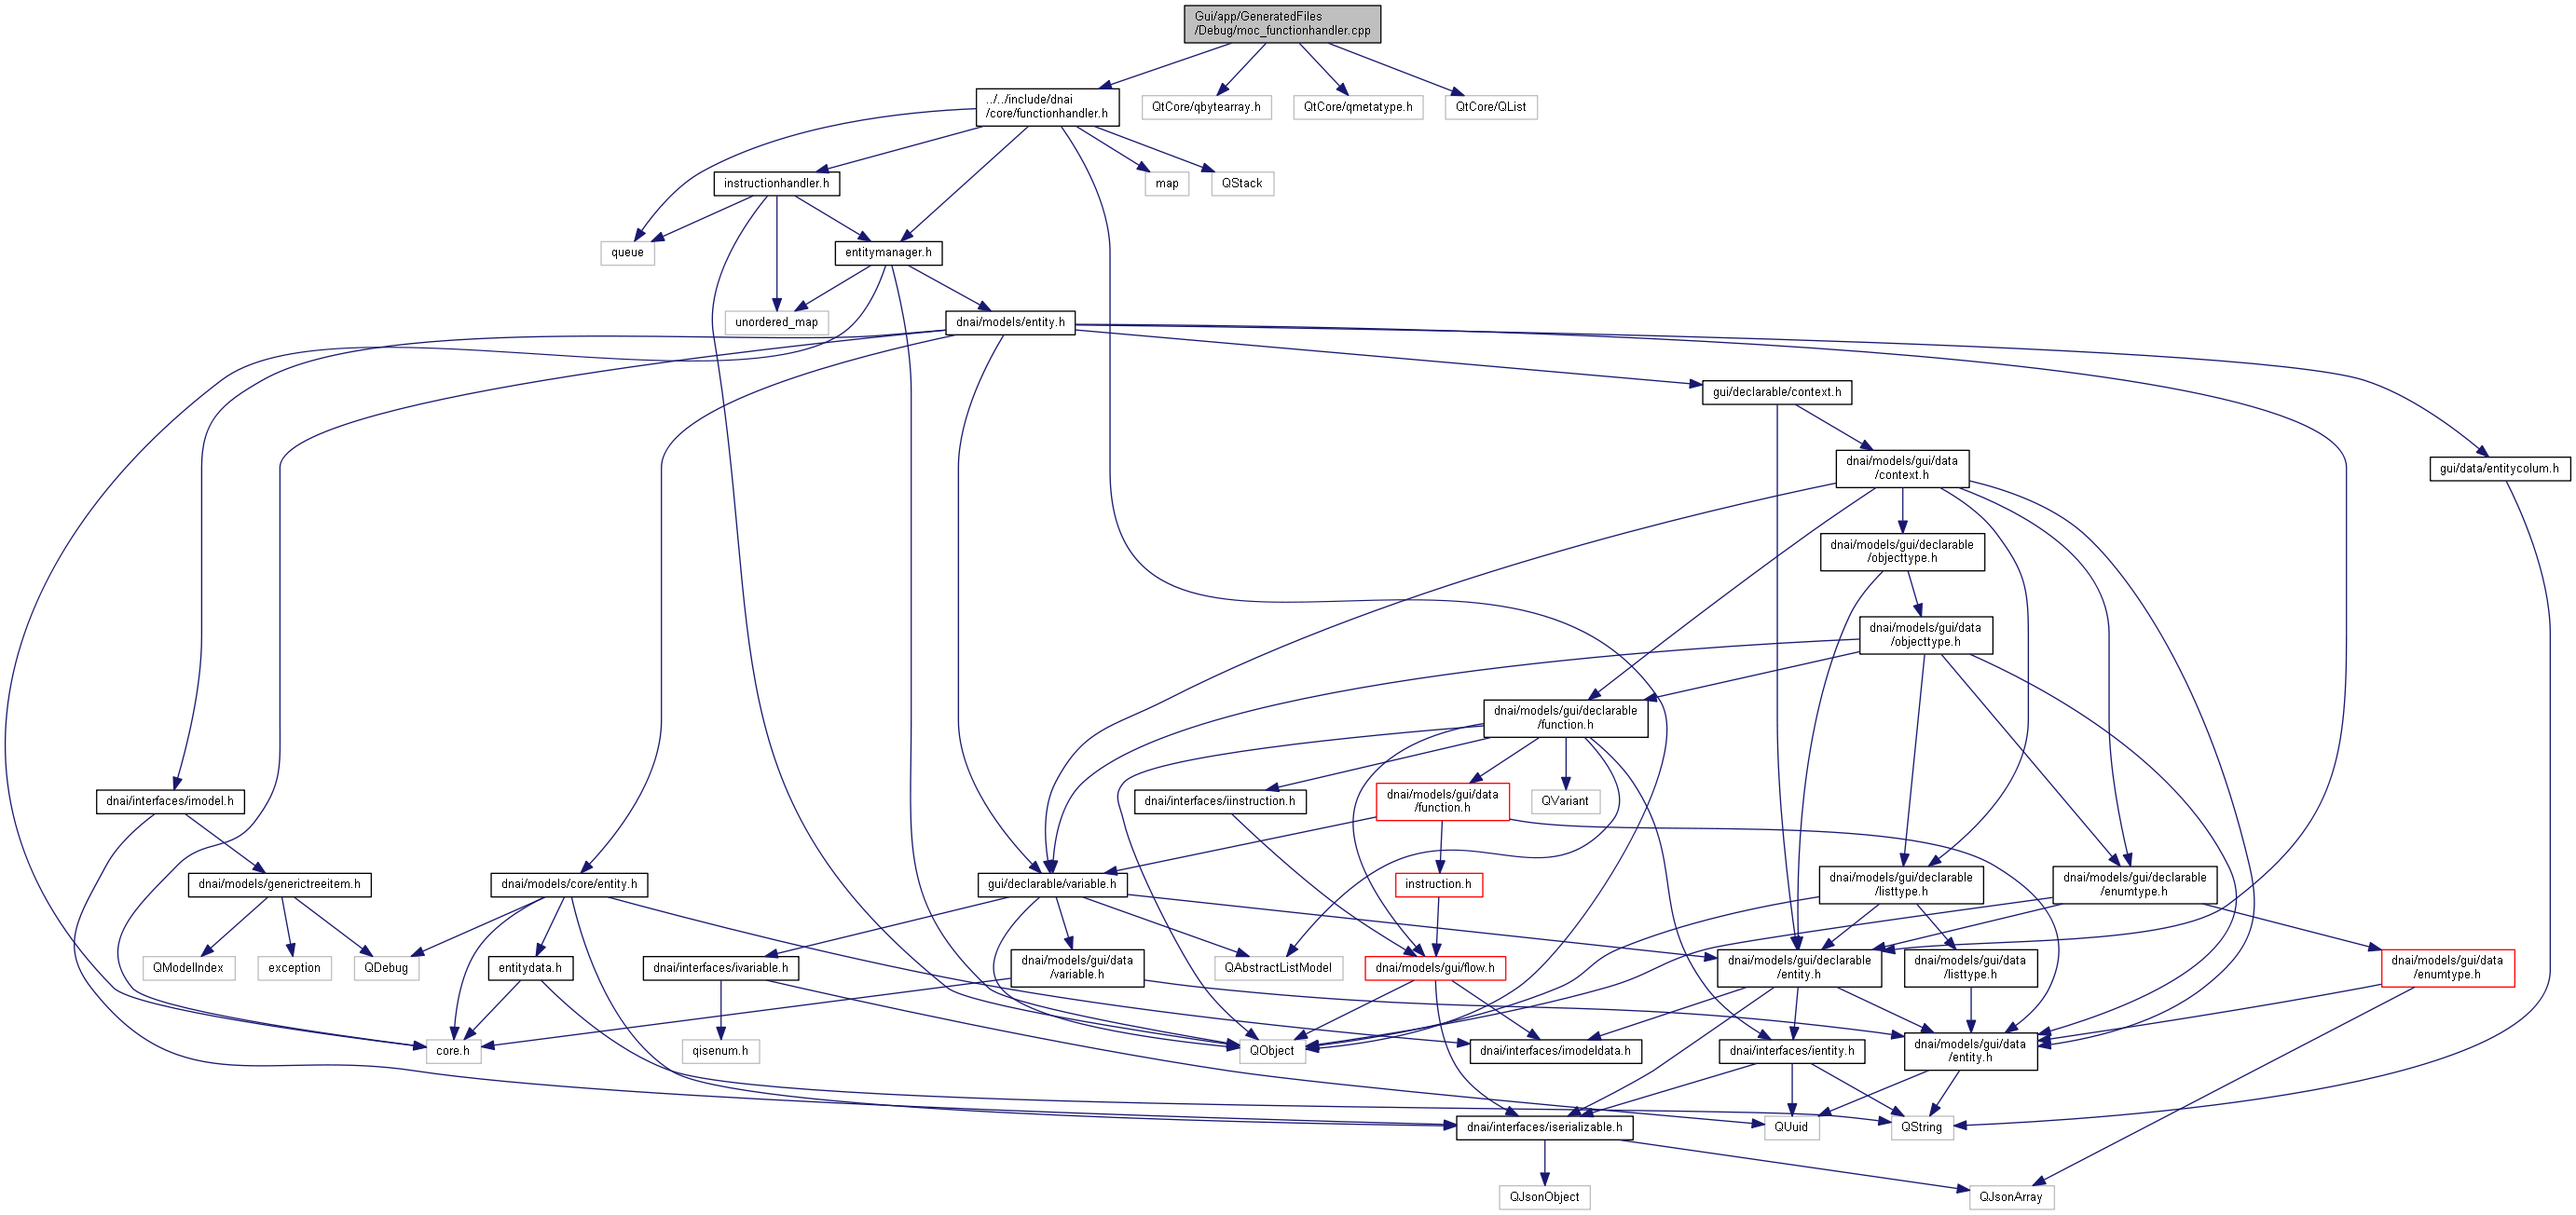 Gui/app/GeneratedFiles
/Debug/moc_functionhandler.cpp
../../include/dnai
/core/functionhandler.h
QtCore/qbytearray.h
QtCore/qmetatype.h
QtCore/QList
instructionhandler.h
map
QStack
queue
entitymanager.h
unordered_map
dnai/models/entity.h
gui/declarable/context.h
dnai/models/gui/data
/context.h
gui/data/entitycolum.h
dnai/models/gui/declarable
/objecttype.h
dnai/models/gui/data
/objecttype.h
dnai/models/gui/declarable
/function.h
dnai/interfaces/imodel.h
dnai/interfaces/iinstruction.h
dnai/models/gui/data
/function.h
QVariant
dnai/models/generictreeitem.h
dnai/models/core/entity.h
gui/declarable/variable.h
instruction.h
dnai/models/gui/declarable
/listtype.h
dnai/models/gui/declarable
/enumtype.h
QModelIndex
exception
QDebug
entitydata.h
dnai/interfaces/ivariable.h
dnai/models/gui/data
/variable.h
QAbstractListModel
dnai/models/gui/flow.h
dnai/models/gui/declarable
/entity.h
dnai/models/gui/data
/listtype.h
dnai/models/gui/data
/enumtype.h
core.h
qisenum.h
QObject
dnai/interfaces/imodeldata.h
dnai/interfaces/ientity.h
dnai/models/gui/data
/entity.h
dnai/interfaces/iserializable.h
QUuid
QString
QJsonObject
QJsonArray